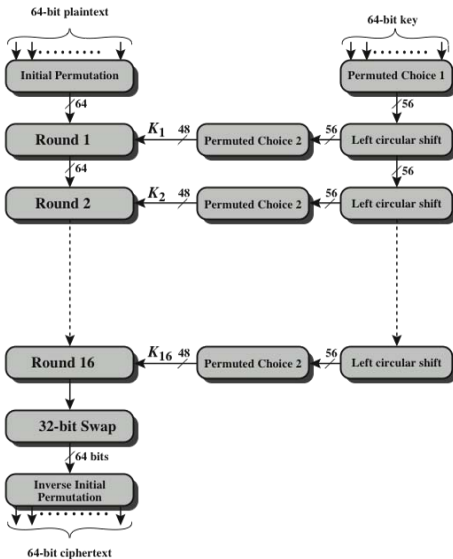 64-bit plaintext
64-bit key
Initial Permutation
Permuted Choice 1
64
56
Round 1
K1
48
Permuted Choice 2
56
Left circular shift
64
56
Round 2
K2
48
Permuted Choice 2
56
Left circular shift
Round 16
K16
48
Permuted Choice 2
56
Left circular shift
32-bit Swap
64 bits
Inverse Initial
Permutation
64-bit ciphertext